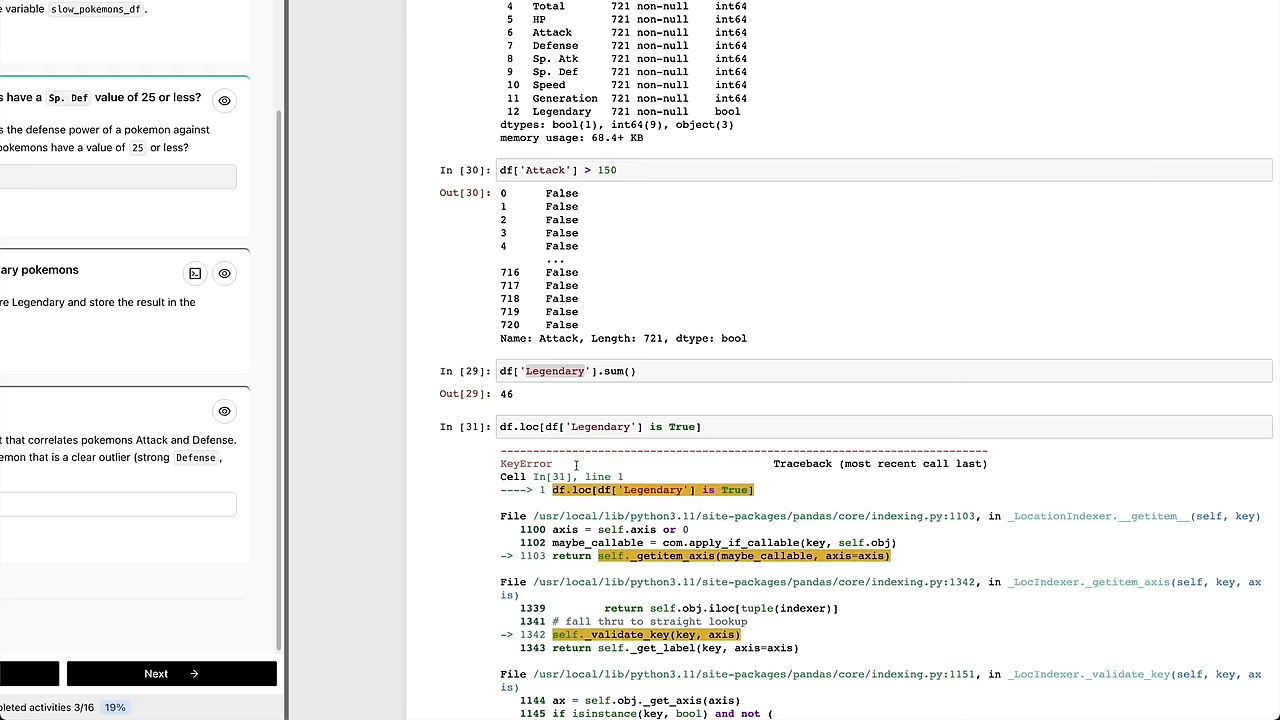 e variable slow_pokemons_df .
s have a Sp. Def value of 25 or less?
s the defense power of a pokemon against
pokemons have a value of 25 or less?
ary pokemons
re Legendary and store the result in the
t that correlates pokemons Attack and Defense.
emon that is a clear outlier (strong Defense ,
Next →
pleted activities 3/16 19%
4 Total 721 non-null int64
5 HP 721 non-null int64
6 Attack 721 non-null int64
7 Defense 721 non-null int64
8 Sp. Atk 721 non-null int64
9 Sp. Def 721 non-null int64
10 Speed 721 non-null int64
11 Generation 721 non-null int64
12 Legendary 721 non-null bool
dtypes: bool(1), int64(9), object(3)
memory usage: 68.4+ KB
In [30]: df['Attack'] > 150
Out[30]: 0 False
1 False
2 False
3 False
4 False
...
716 False
717 False
718 False
719 False
720 False
Name: Attack, Length: 721, dtype: bool
In [29]: df['Legendary'].sum()
Out[29]: 46
In [31]: df.loc[df['Legendary'] is True]
---------------------------------------------------------------------------
KeyError Traceback (most recent call last)
Cell In[31], line 1
----> 1 df.loc[df['Legendary'] is True]
File /usr/local/lib/python3.11/site-packages/pandas/core/indexing.py:1103, in _LocationIndexer.__getitem__(self, key)
1100 axis = self.axis or 0
1102 maybe_callable = com.apply_if_callable(key, self.obj)
-> 1103 return self._getitem_axis(maybe_callable, axis=axis)
File /usr/local/lib/python3.11/site-packages/pandas/core/indexing.py:1342, in _LocIndexer._getitem_axis(self, key, ax
is)
1339 return self.obj.iloc[tuple(indexer)]
1341 # fall thru to straight lookup
-> 1342 self._validate_key(key, axis)
1343 return self._get_label(key, axis=axis)
File /usr/local/lib/python3.11/site-packages/pandas/core/indexing.py:1151, in _LocIndexer._validate_key(self, key, ax
is)
1144 ax = self.obj._get_axis(axis)
1145 if isinstance(key, bool) and not (